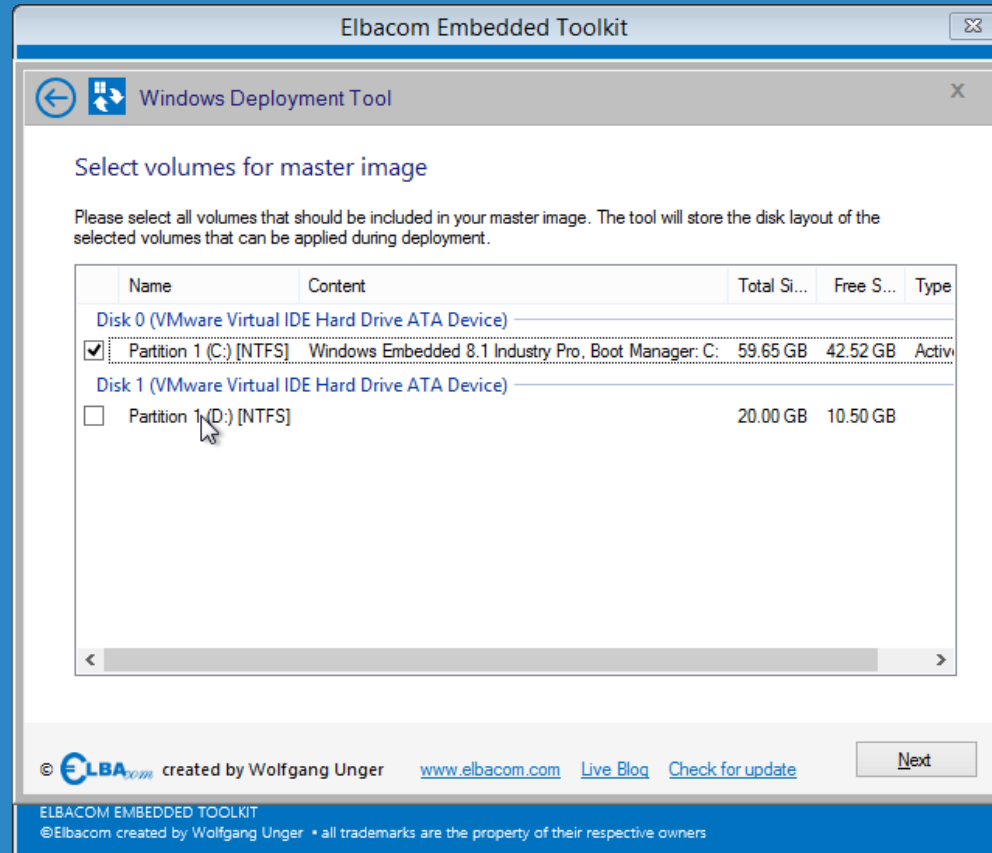 Elbacom Embedded Toolkit
Windows Deployment Tool
X
Select volumes for master image
Please select all volumes that should be included in your master image. The tool will store the disk layout of the
selected volumes that can be applied during deployment.
Name Content Total Si... Free S... Type
Disk 0 (VMware Virtual IDE Hard Drive ATA Device)
Partition 1 (C:) [NTFS] Windows Embedded 8.1 Industry Pro, Boot Manager: C: 59.65 GB 42.52 GB Activ
Disk 1 (VMware Virtual IDE Hard Drive ATA Device)
Partition 1 (D:) [NTFS] 20.00 GB 10.50 GB
© ELBAcom created by Wolfgang Unger www.elbacom.com Live Blog Check for update Next
ELBACOM EMBEDDED TOOLKIT
©Elbacom created by Wolfgang Unger • all trademarks are the property of their respective owners